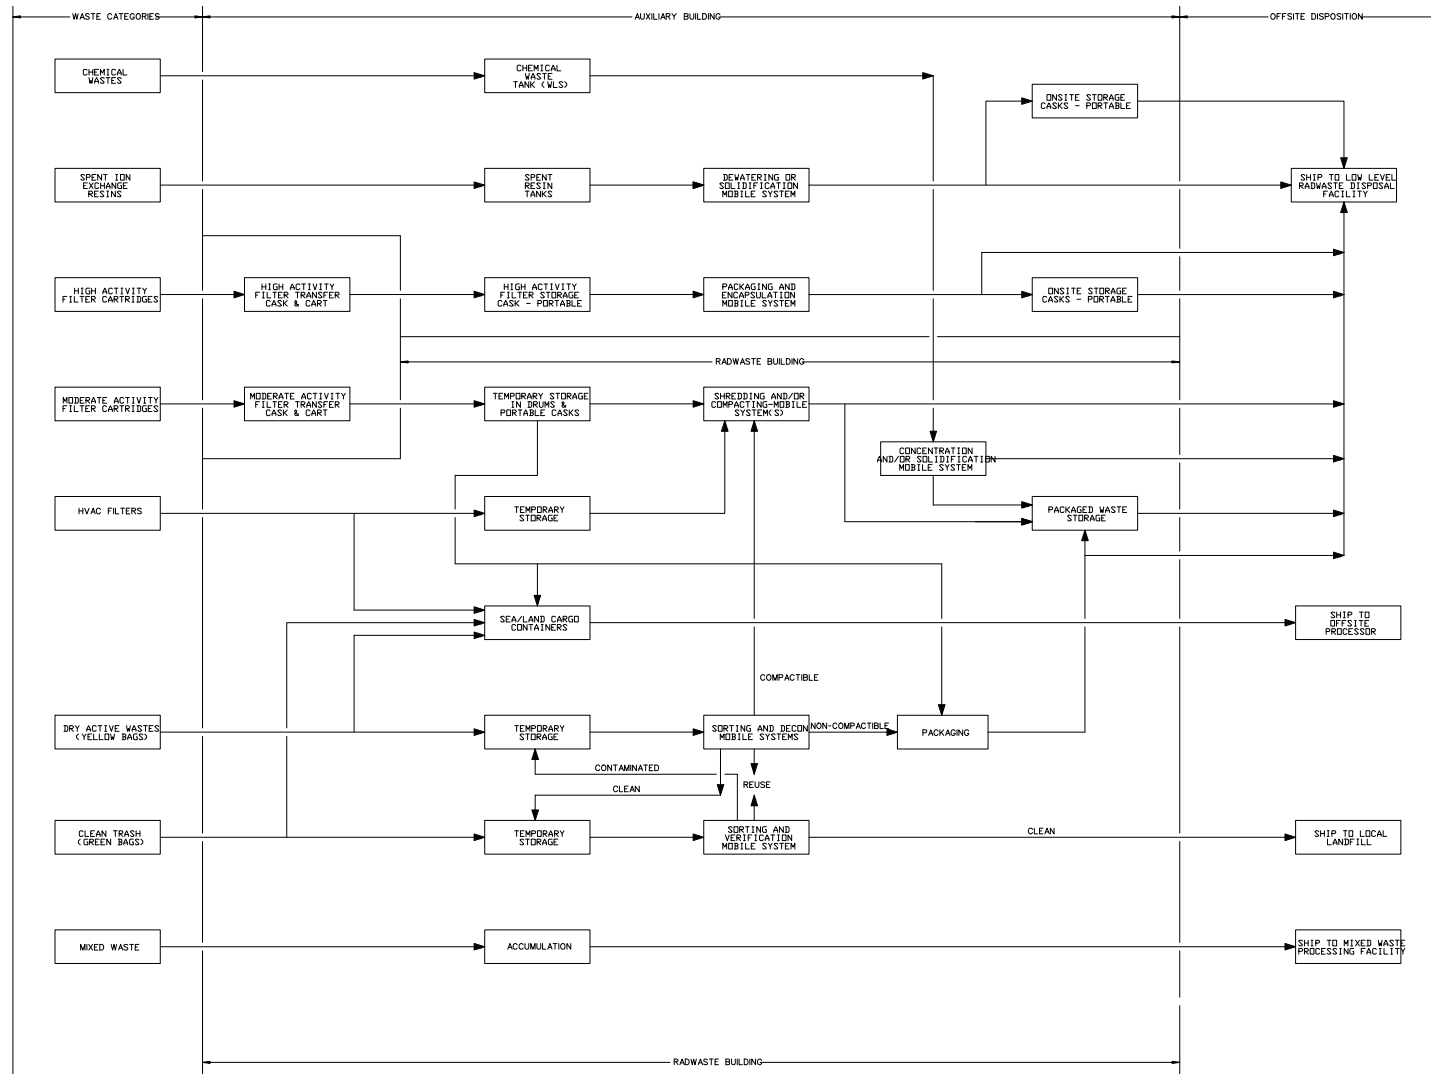 WASTE CATEGORIES
AUXILIARY BUILDING
OFFSITE DISPOSITION
CHEMICAL
WASTES
CHEMICAL
WASTE
TANK (WLS)
ONSITE STORAGE
CASKS - PORTABLE
SPENT ION
EXCHANGE
RESINS
SPENT
RESIN
TANKS
DEWATERING OR
SOLIDIFICATION
MOBILE SYSTEM
SHIP TO LOW LEVEL
RADWASTE DISPOSAL
FACILITY
HIGH ACTIVITY
FILTER CARTRIDGES
HIGH ACTIVITY
FILTER TRANSFER
CASK & CART
HIGH ACTIVITY
FILTER STORAGE
CASK - PORTABLE
PACKAGING AND
ENCAPSULATION
MOBILE SYSTEM
ONSITE STORAGE
CASKS - PORTABLE
RADWASTE BUILDING
MODERATE ACTIVITY
FILTER CARTRIDGES
MODERATE ACTIVITY
FILTER TRANSFER
CASK & CART
TEMPORARY STORAGE
IN DRUMS &
PORTABLE CASKS
SHREDDING AND/OR
COMPACTING-MOBILE
SYSTEM(S)
CONCENTRATION
AND/OR SOLIDIFICATION
MOBILE SYSTEM
HVAC FILTERS
TEMPORARY
STORAGE
PACKAGED WASTE
STORAGE
SEA/LAND CARGO
CONTAINERS
SHIP TO
OFFSITE
PROCESSOR
COMPACTIBLE
DRY ACTIVE WASTES
(YELLOW BAGS)
TEMPORARY
STORAGE
SORTING AND DECON
MOBILE SYSTEMS
NON-COMPACTIBLE
PACKAGING
CONTAMINATED
REUSE
CLEAN
CLEAN TRASH
(GREEN BAGS)
TEMPORARY
STORAGE
SORTING AND
VERIFICATION
MOBILE SYSTEM
CLEAN
SHIP TO LOCAL
LANDFILL
MIXED WASTE
ACCUMULATION
SHIP TO MIXED WASTE
PROCESSING FACILITY
RADWASTE BUILDING